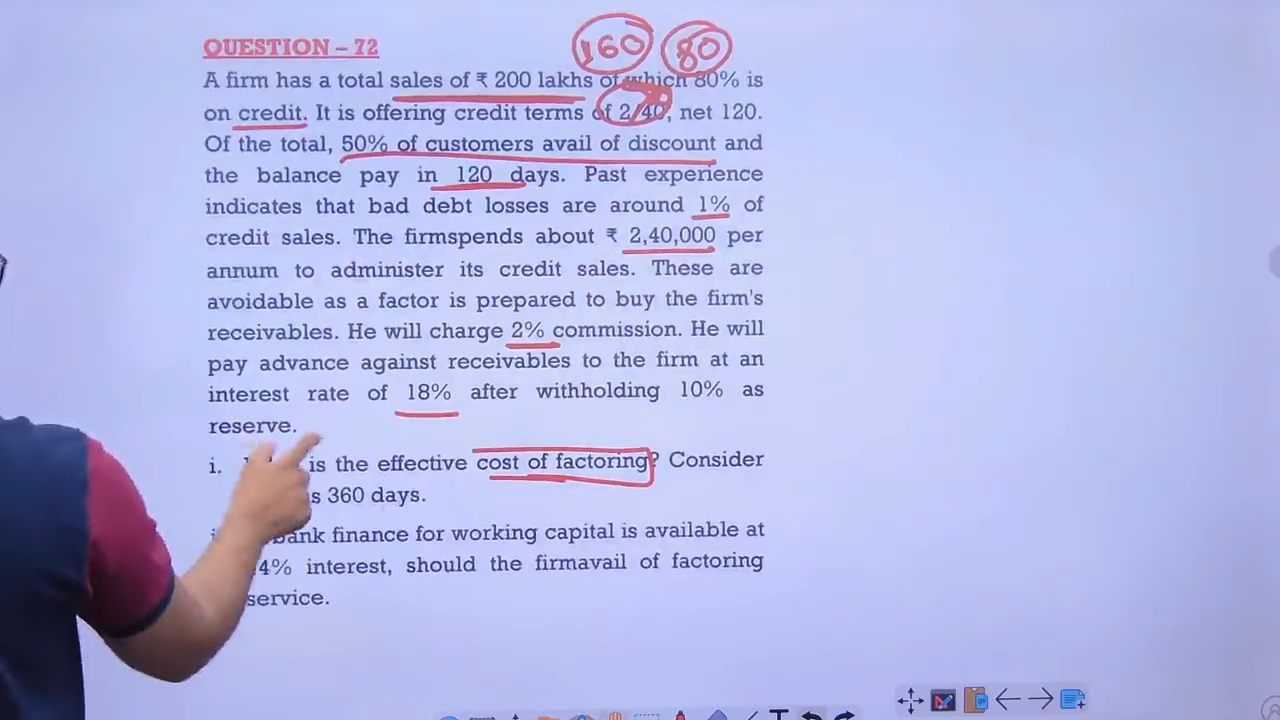 160 80
QUESTION – 72
A firm has a total sales of ₹ 200 lakhs of which 80% is
on credit. It is offering credit terms of 2/40, net 120.
Of the total, 50% of customers avail of discount and
the balance pay in 120 days. Past experience
indicates that bad debt losses are around 1% of
credit sales. The firmspends about ₹ 2,40,000 per
annum to administer its credit sales. These are
avoidable as a factor is prepared to buy the firm's
receivables. He will charge 2% commission. He will
pay advance against receivables to the firm at an
interest rate of 18% after withholding 10% as
reserve.
i. is the effective cost of factoring? Consider
s 360 days.
bank finance for working capital is available at
4% interest, should the firmavail of factoring
service.
T